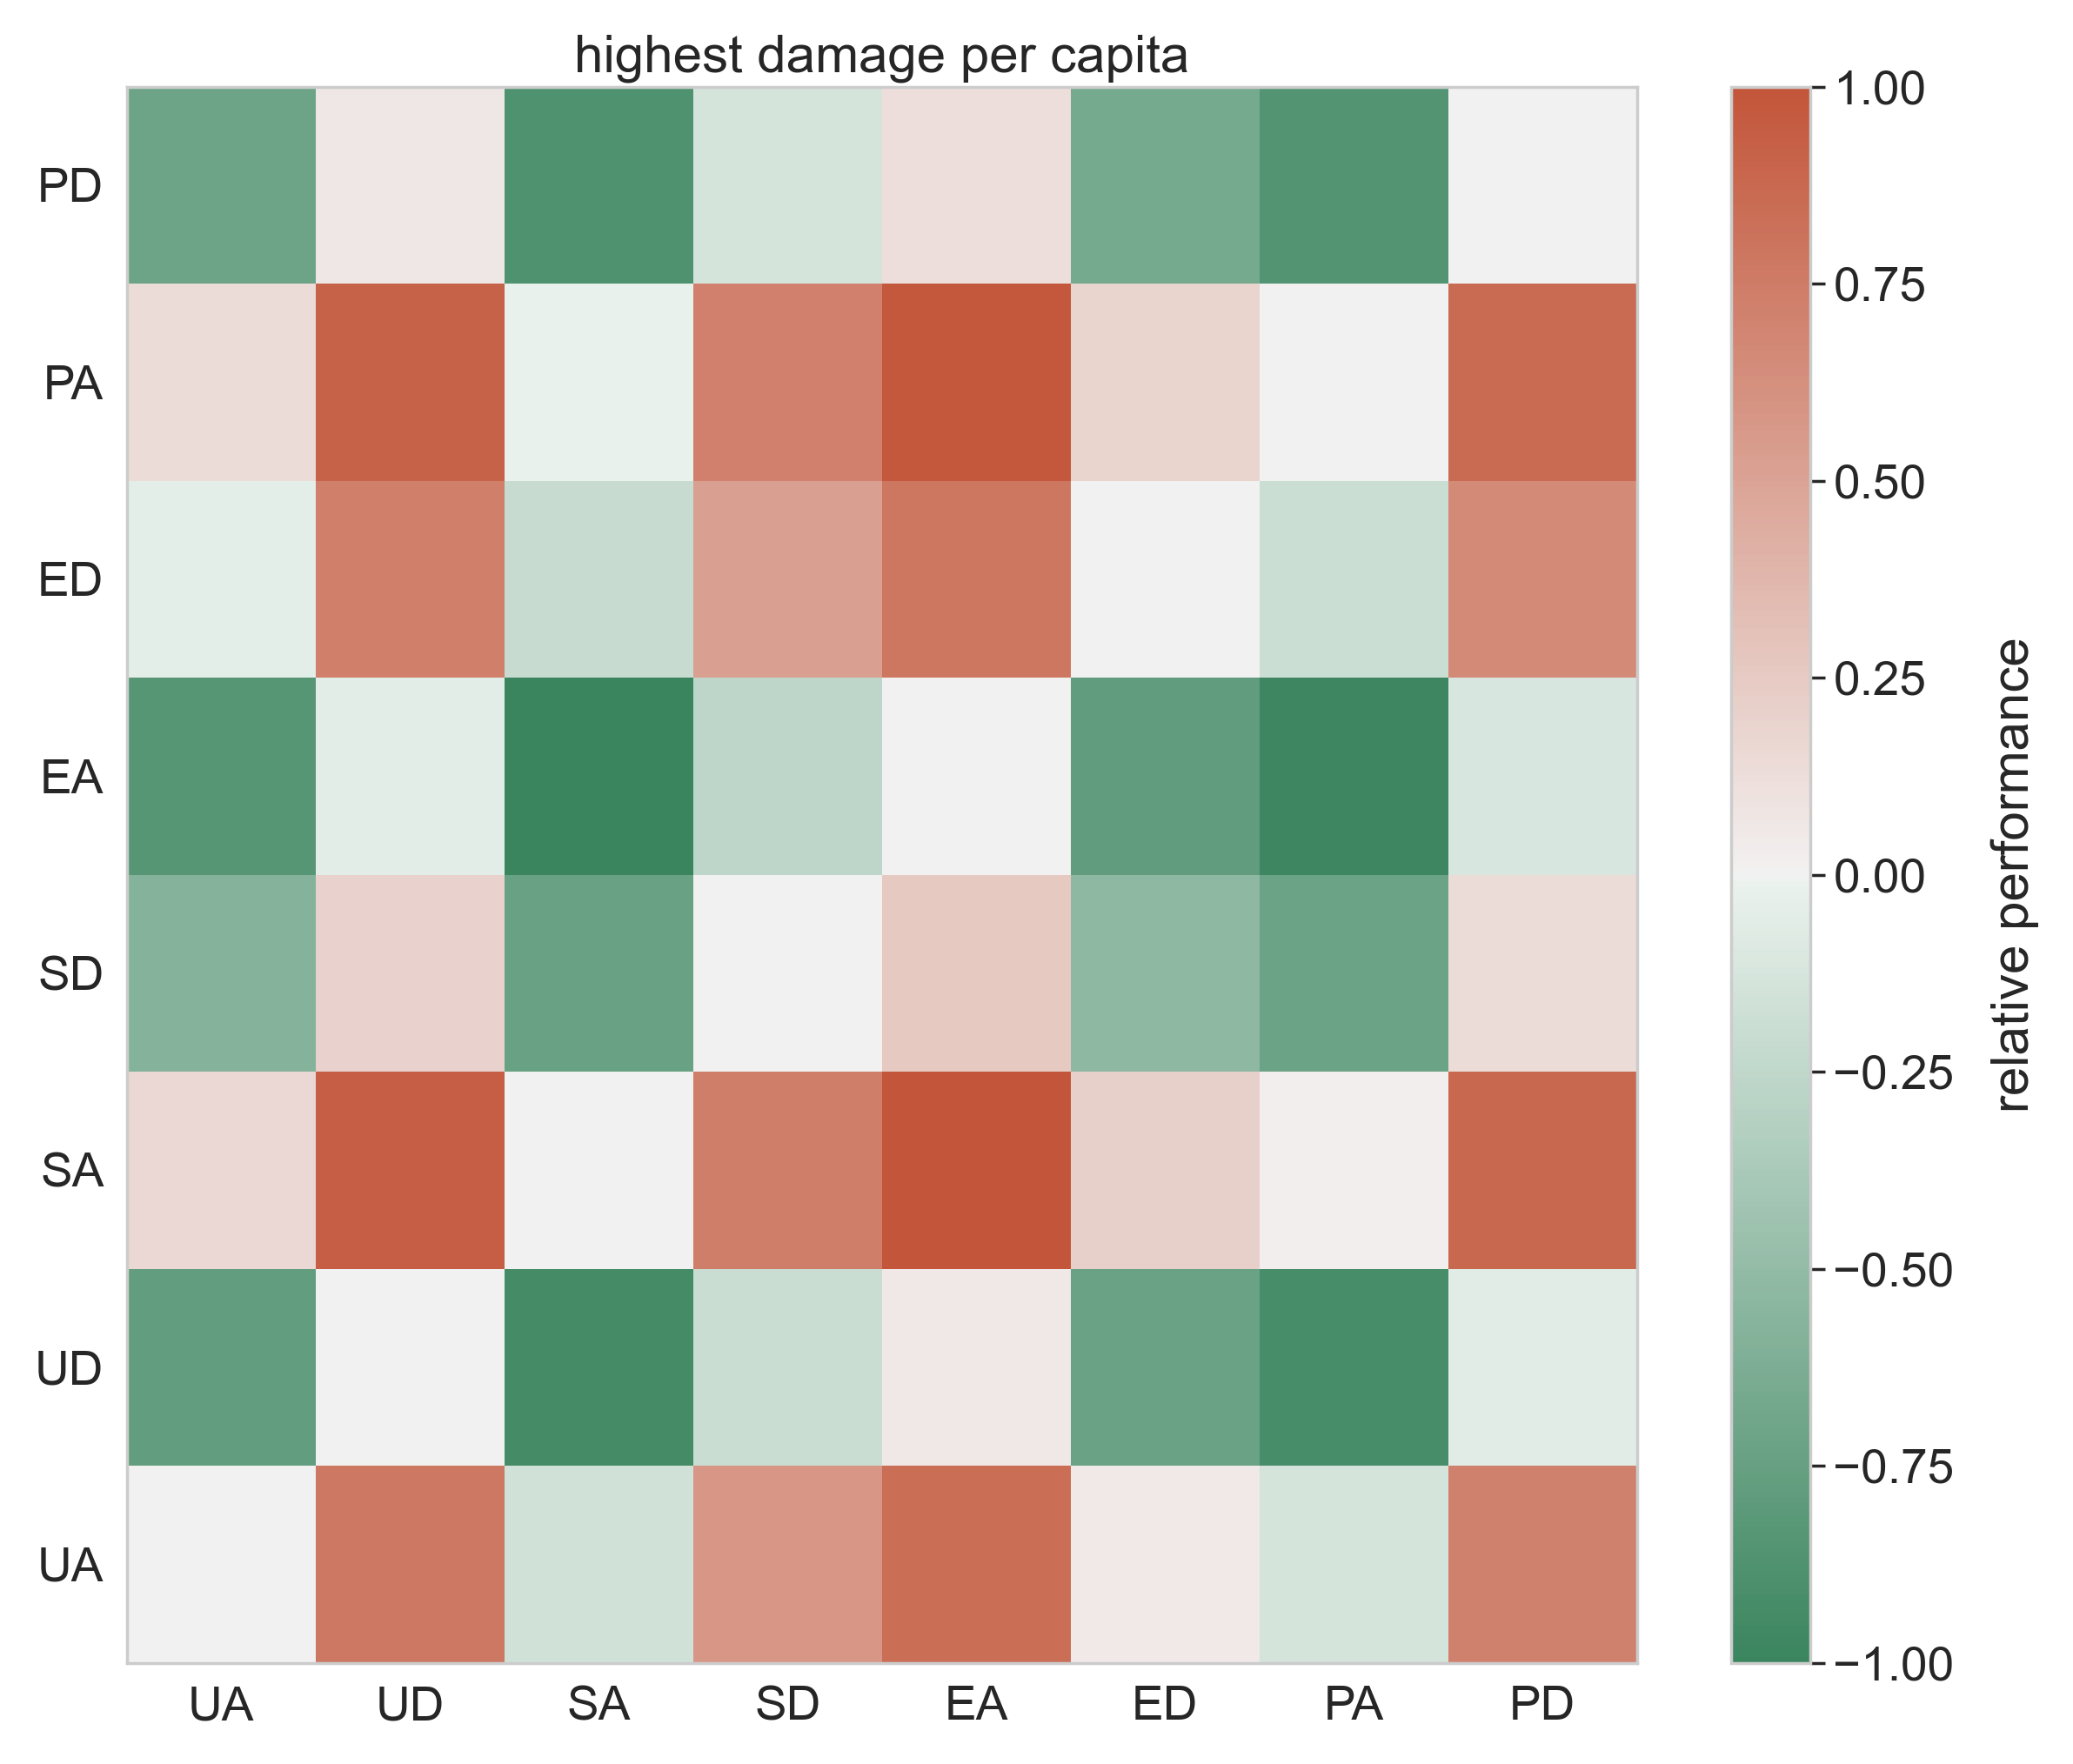 highest damage per capita
PD
PA
ED
EA
SD
SA
UD
UA
UA UD SA SD EA ED PA PD
1.00
0.75
0.50
0.25
0.00
−0.25
−0.50
−0.75
−1.00
relative performance